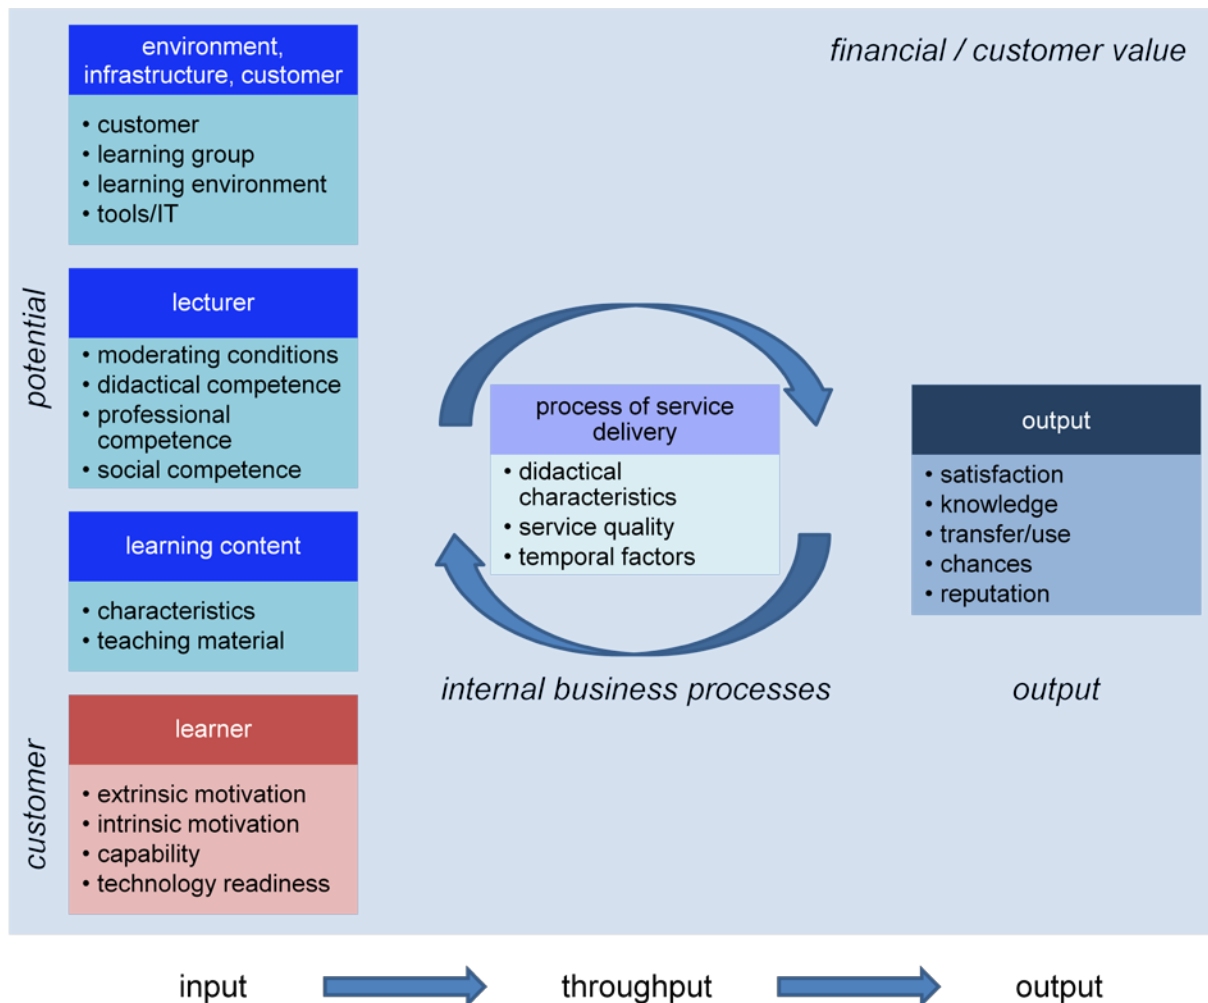 financial / customer value
potential
customer
environment,
infrastructure, customer
• customer
• learning group
• learning environment
• tools/IT
lecturer
• moderating conditions
• didactical competence
• professional
competence
• social competence
learning content
• characteristics
• teaching material
learner
• extrinsic motivation
• intrinsic motivation
• capability
• technology readiness
process of service
delivery
• didactical
characteristics
• service quality
• temporal factors
internal business processes
output
• satisfaction
• knowledge
• transfer/use
• chances
• reputation
output
input
throughput
output